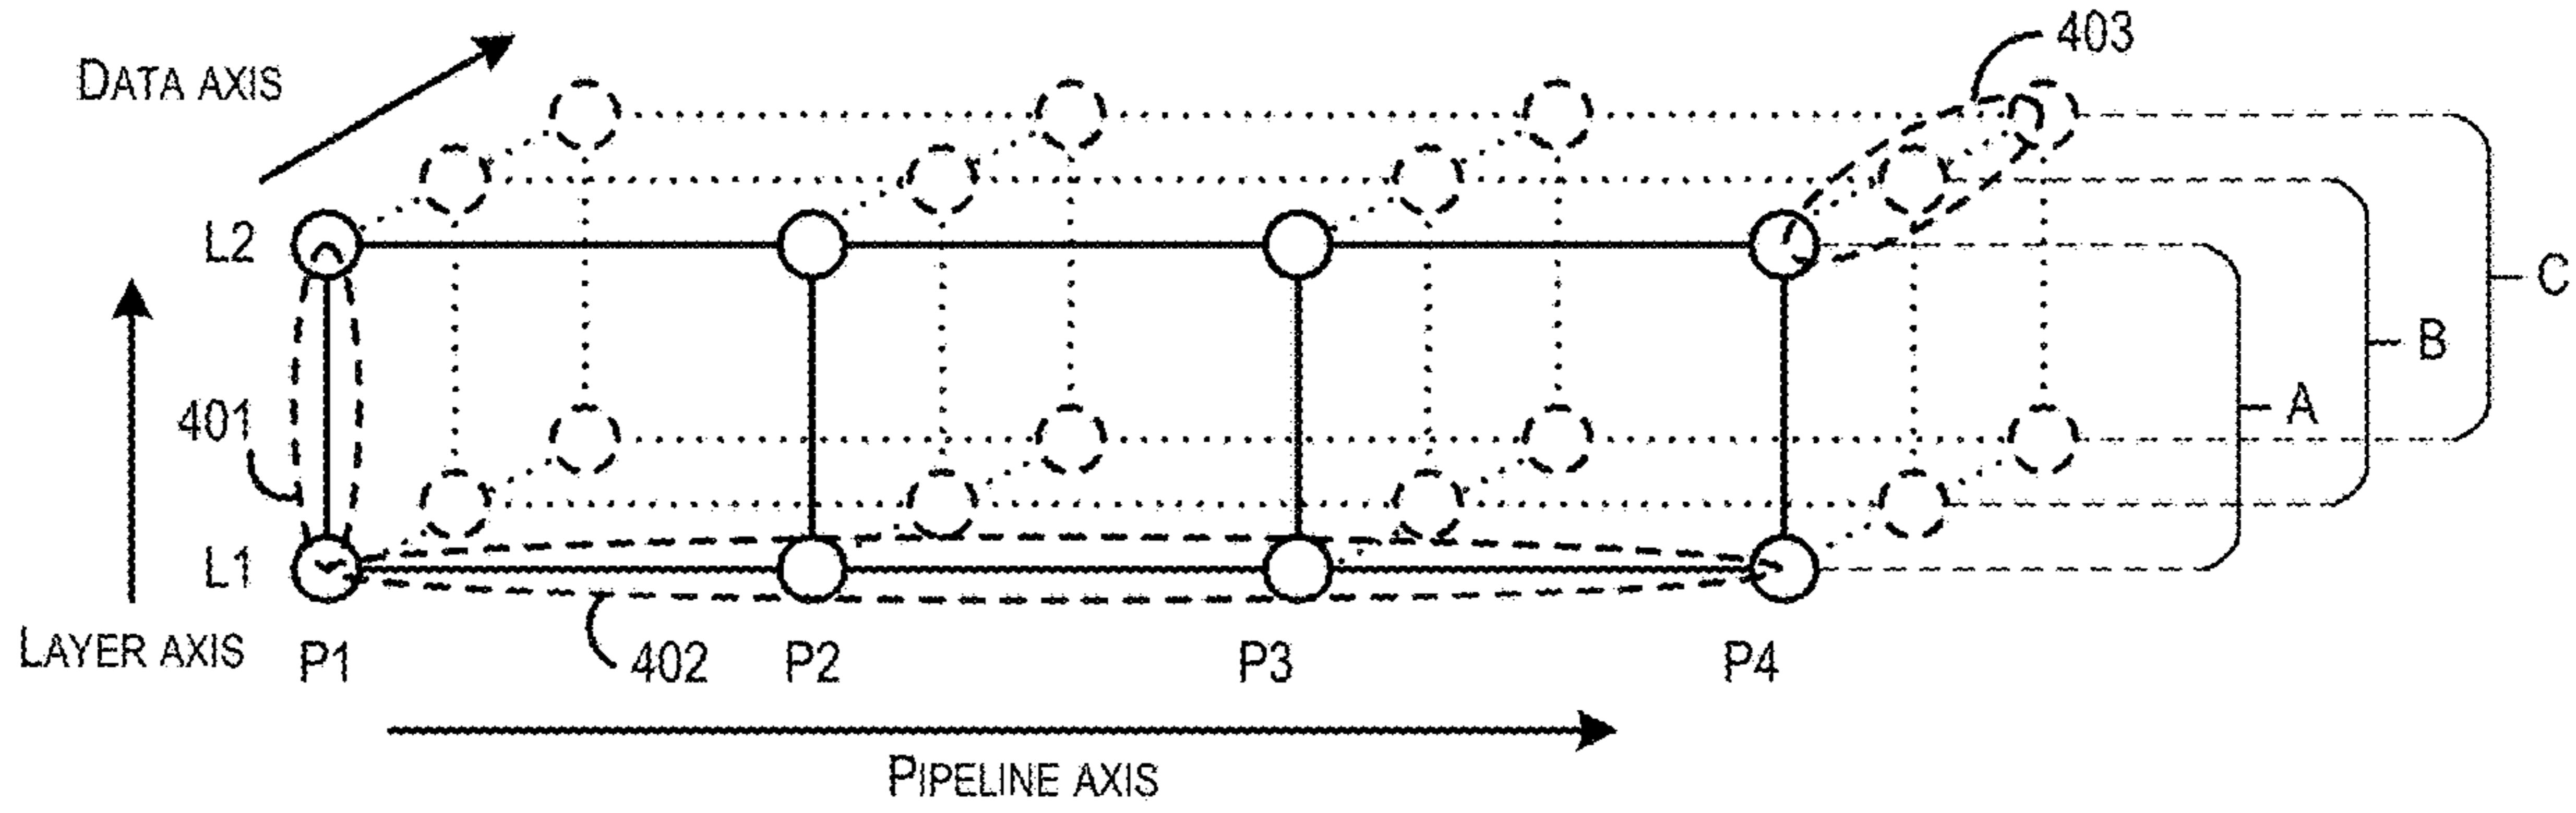 403
DATA AXIS
L2
C
B
A
401
L1
LAYER AXIS
P1
402
P2
P3
P4
PIPELINE AXIS